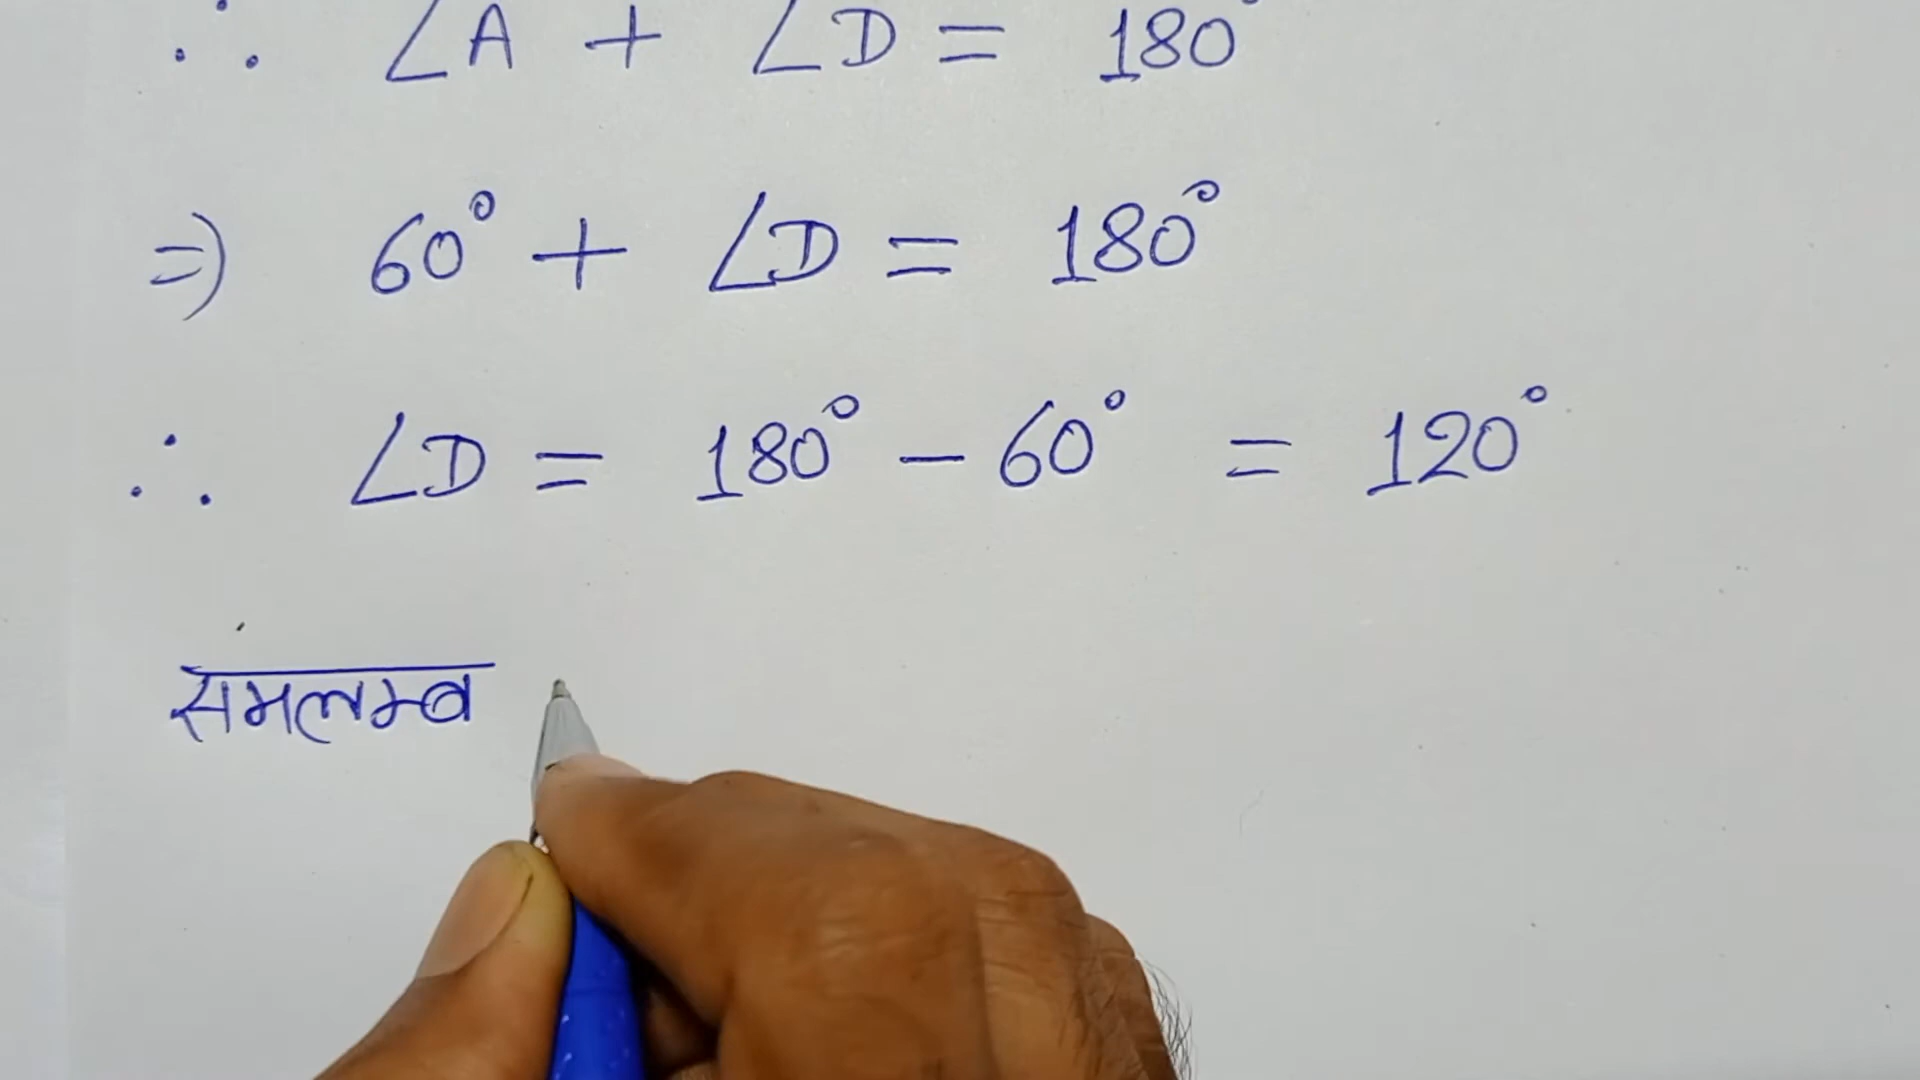 ∴ ∠A + ∠D = 180°
⇒) 60° + ∠D = 180°
∴ ∠D = 180° - 60° = 120°
समलम्ब